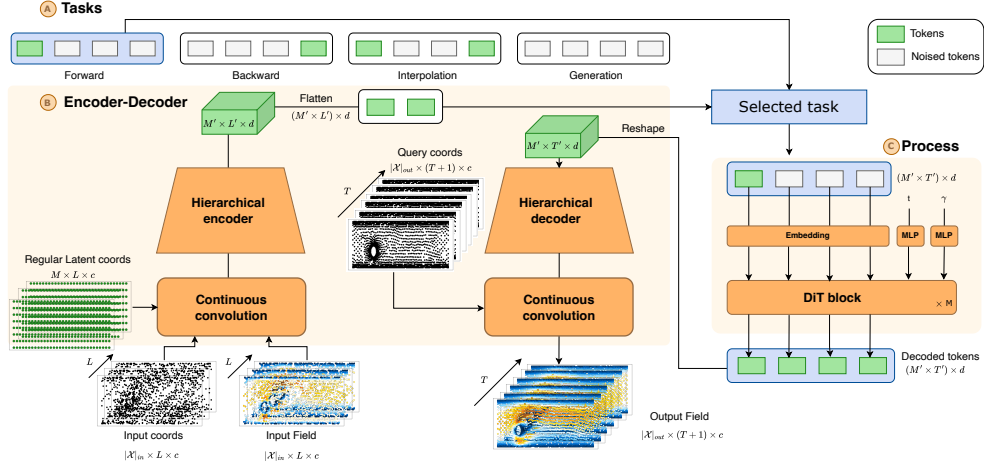 A Tasks
Forward
Backward
Interpolation
Generation
Tokens
Noised tokens
B Encoder-Decoder
M′ × L′ × d
Flatten
(M′ × L′) × d
Selected task
Reshape
M′ × T′ × d
C Process
(M′ × T′) × d
t
γ
Embedding
MLP
MLP
DiT block
× M
Decoded tokens
(M′ × T′) × d
Query coords
|𝒳|out × (T + 1) × c
T
Hierarchical
encoder
Hierarchical
decoder
Regular Latent coords
M × L × c
Continuous
convolution
Continuous
convolution
L
L
T
Input coords
|𝒳|in × L × c
Input Field
|𝒳|in × L × c
Output Field
|𝒳|out × (T + 1) × c